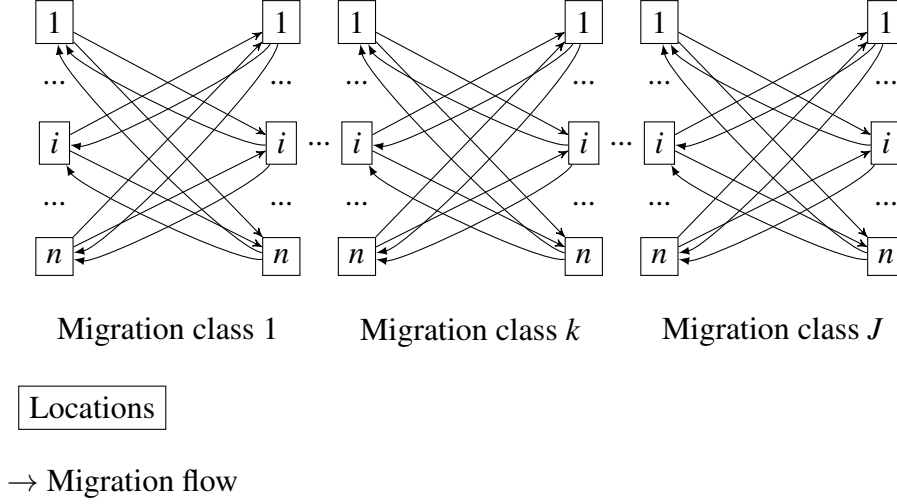 1 1 1 1 1 1
... ... ... ... ... ...
i i ... i i ... i i
... ... ... ... ... ...
n n n n n n
Migration class 1 Migration class k Migration class J
Locations
→ Migration flow